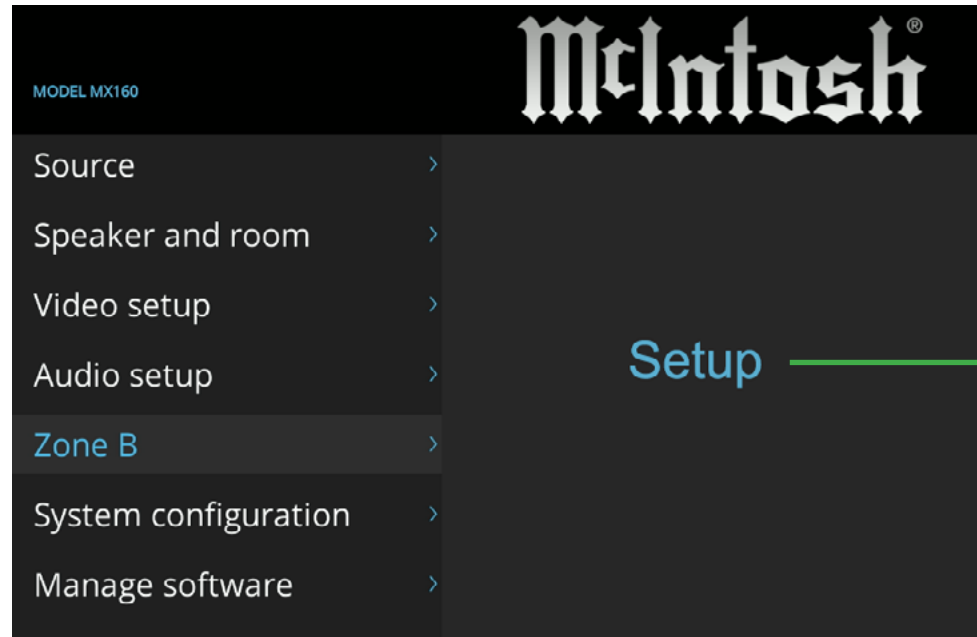 McIntosh®
MODEL MX160
Source
Speaker and room
Video setup
Audio setup
Setup
Zone B
System configuration
Manage software